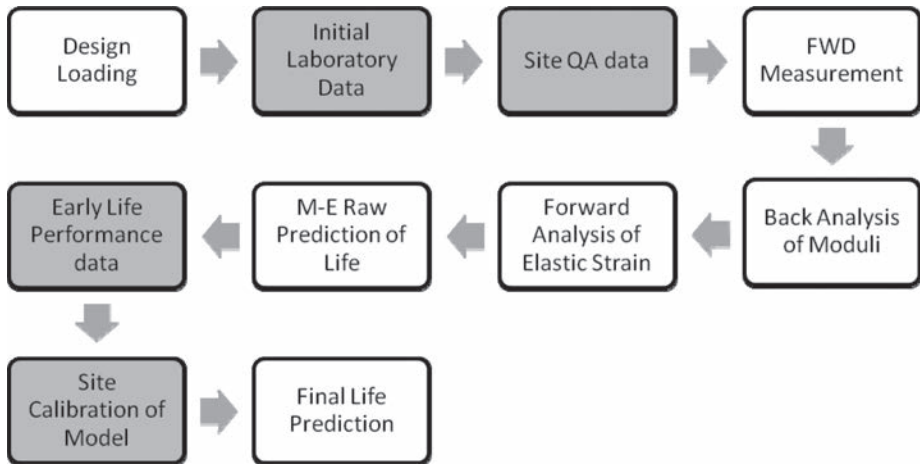 Design
Loading
Initial
Laboratory
Data
Site QA data
FWD
Measurement
Back Analysis
of Moduli
Forward
Analysis of
Elastic Strain
M-E Raw
Prediction of
Life
Early Life
Performance
data
Site
Calibration of
Model
Final Life
Prediction